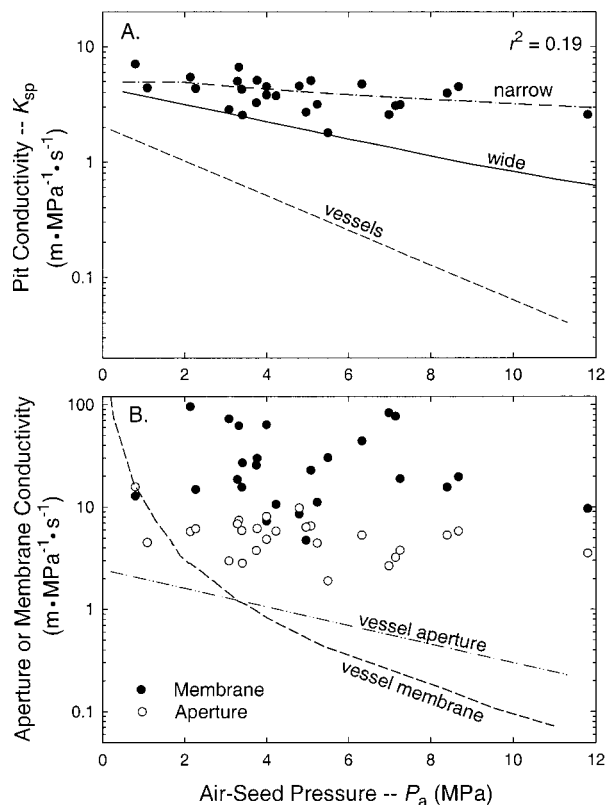 A.
r² = 0.19
10
1
0.1
narrow
wide
vessels
Pit Conductivity -- Ksp
(m•MPa⁻¹•s⁻¹)
0 2 4 6 8 10 12
B.
100
10
1
0.1
vessel aperture
vessel membrane
Membrane
Aperture
Aperture or Membrane Conductivity
(m•MPa⁻¹•s⁻¹)
0 2 4 6 8 10 12
Air-Seed Pressure -- Pa (MPa)